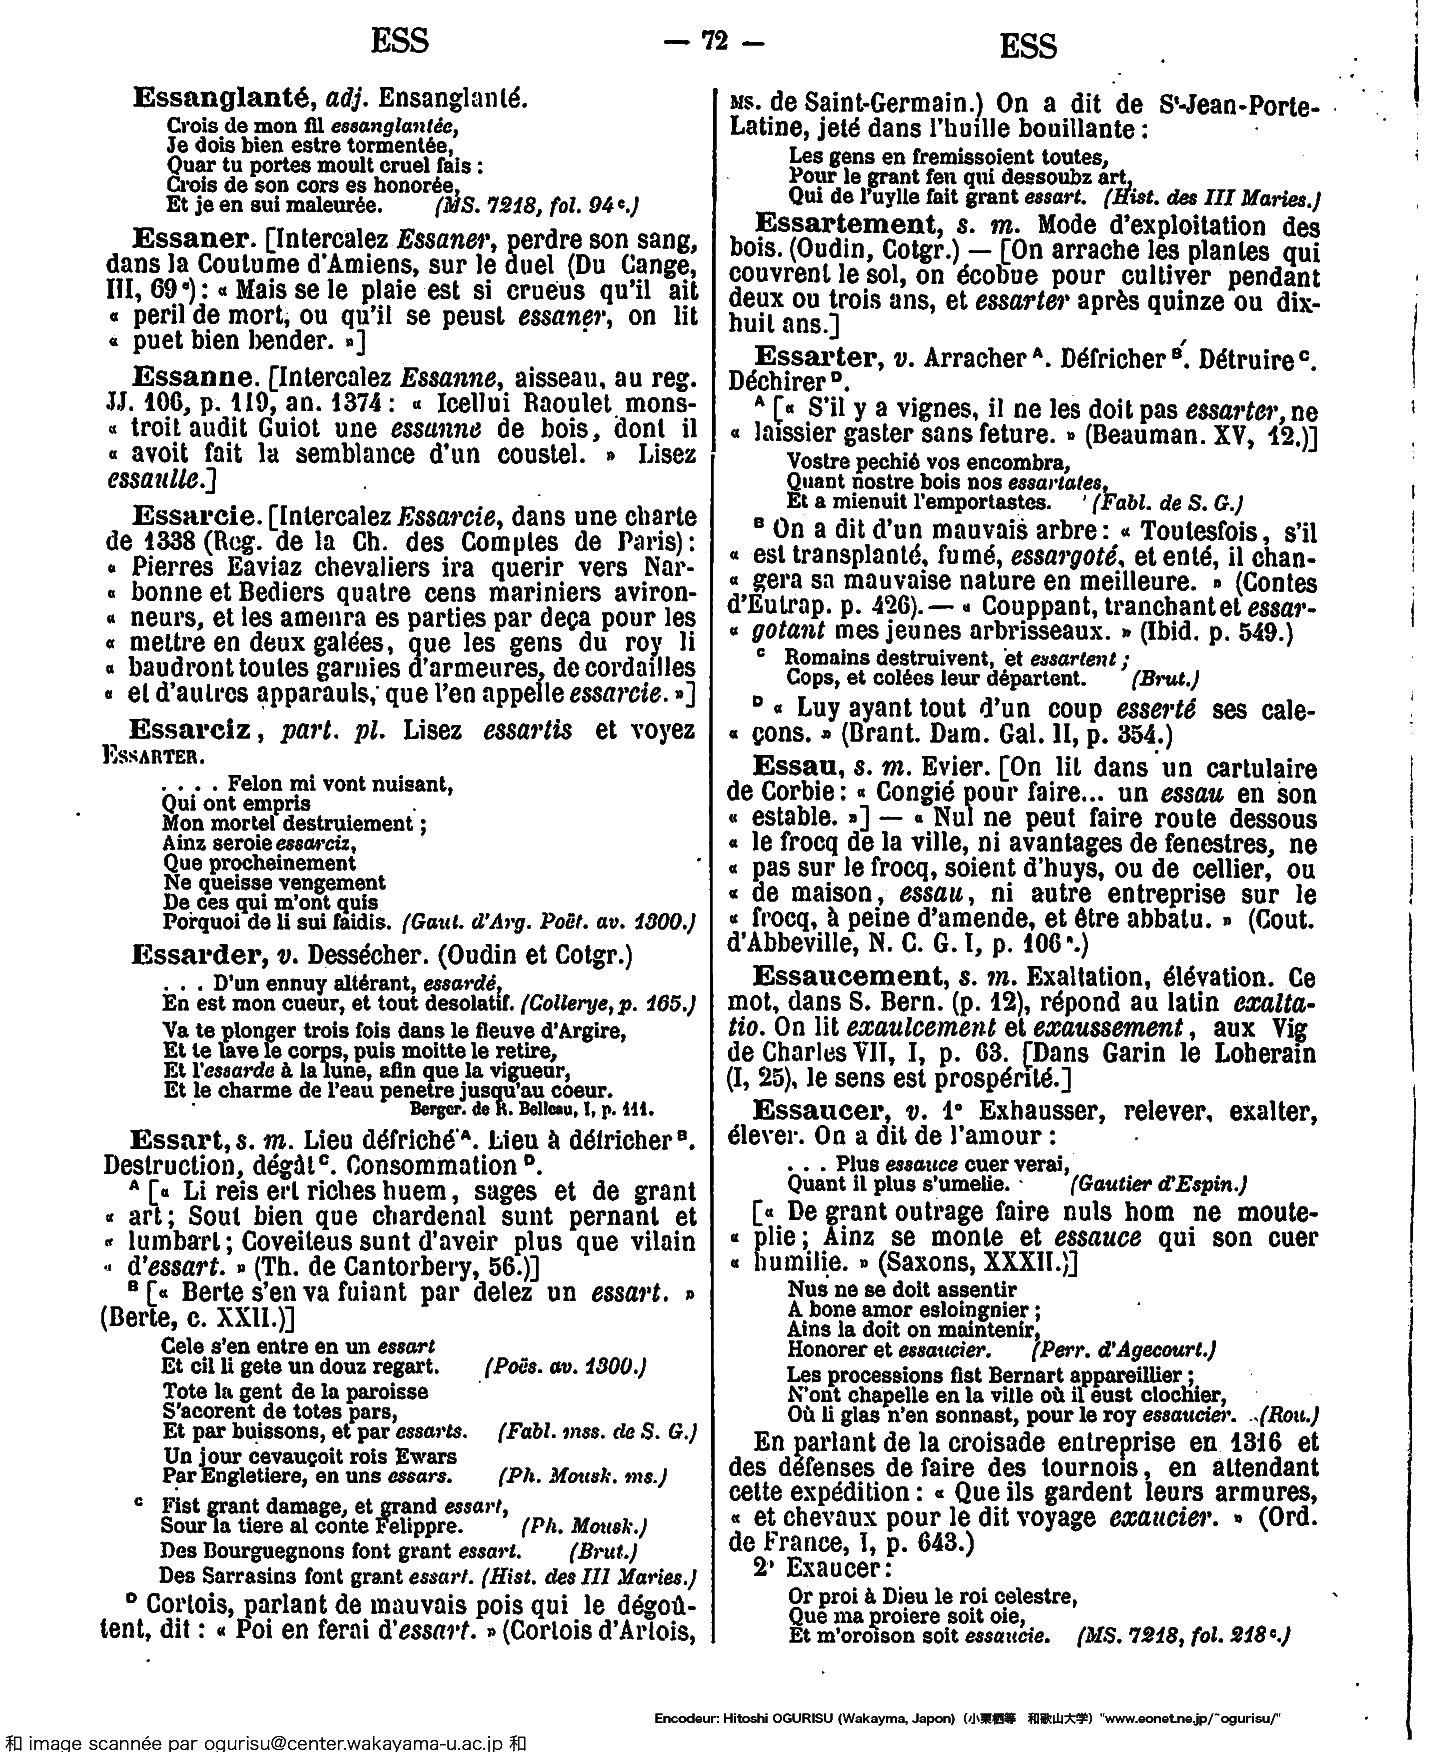 ESS
— 72 —
ESS
Essanglanté, adj. Ensanglanté.
Crois de mon fil essanglantée,
Je dois bien estre tormentée,
Quar tu portes moult cruel fais :
Crois de son cors es honorée,
Et je en sui maleurée. (MS. 7218, fol. 94 c.)
Essaner. [Intercalez Essaner, perdre son sang,
dans la Coutume d'Amiens, sur le duel (Du Cange,
III, 69 c) : « Mais se le plaie est si crueus qu'il ait
« peril de mort, ou qu'il se peust essaner, on lit
« puet bien bender. »]
Essanne. [Intercalez Essanne, aisseau, au reg.
JJ. 106, p. 119, an. 1374 : « Icellui Raoulet mons-
« troit audit Guiot une essanne de bois, dont il
« avoit fait la semblance d'un coustel. » Lisez
essaulle.]
Essarcie. [Intercalez Essarcie, dans une charte
de 1338 (Reg. de la Ch. des Comptes de Paris) :
« Pierres Eaviaz chevaliers ira querir vers Nar-
« bonne et Bediers quatre cens mariniers aviron-
« neurs, et les amenra es parties par deça pour les
« mettre en deux galées, que les gens du roy li
« baudront toutes garnies d'armeures, de cordailles
« et d'autres apparauls, que l'en appelle essarcie. »]
Essarciz, part. pl. Lisez essartis et voyez
ESSARTER.
. . . . Felon mi vont nuisant,
Qui ont empris
Mon mortel destruiement ;
Ainz seroie essarciz,
Que procheinement
Ne queisse vengement
De ces qui m'ont quis
Porquoi de li sui faidis. (Gaut. d'Arg. Poët. av. 1300.)
Essarder, v. Dessécher. (Oudin et Cotgr.)
. . . D'un ennuy altérant, essardé,
En est mon cueur, et tout desolatif. (Collerye, p. 165.)
Va te plonger trois fois dans le fleuve d'Argire,
Et te lave le corps, puis moitte le retire,
Et l'essarde à la lune, afin que la vigueur,
Et le charme de l'eau penetre jusqu'au coeur.
Berger. de R. Belleau, I, p. 111.
Essart, s. m. Lieu défriché A. Lieu à défricher B.
Destruction, dégât C. Consommation D.
A [« Li reis ert riches huem, sages et de grant
« art ; Sout bien que chardenal sunt pernant et
« lumbart ; Coveiteus sunt d'aveir plus que vilain
« d'essart. » (Th. de Cantorbery, 56.)]
B [« Berte s'en va fuiant par delez un essart. »
(Berte, c. XXII.)]
Cele s'en entre en un essart
Et cil li gete un douz regart. (Poës. av. 1300.)
Tote la gent de la paroisse
S'acorent de totes pars,
Et par buissons, et par essarts. (Fabl. mss. de S. G.)
Un jour cevauçoit rois Ewars
Par Engletiere, en uns essars. (Ph. Mousk. ms.)
C Fist grant damage, et grand essart,
Sour la tiere al conte Felippre. (Ph. Mousk.)
Des Bourguegnons font grant essart. (Brut.)
Des Sarrasins font grant essart. (Hist. des III Maries.)
D Cortois, parlant de mauvais pois qui le dégoû-
tent, dit : « Poi en ferai d'essart. » (Cortois d'Artois,
MS. de Saint-Germain.) On a dit de St-Jean-Porte-
Latine, jeté dans l'huille bouillante :
Les gens en fremissoient toutes,
Pour le grant feu qui dessoubz art,
Qui de l'uylle fait grant essart. (Hist. des III Maries.)
Essartement, s. m. Mode d'exploitation des
bois. (Oudin, Cotgr.) — [On arrache les plantes qui
couvrent le sol, on écobue pour cultiver pendant
deux ou trois ans, et essarter après quinze ou dix-
huit ans.]
Essarter, v. Arracher A. Défricher B. Détruire C.
Déchirer D.
A [« S'il y a vignes, il ne les doit pas essarter, ne
« laissier gaster sans feture. » (Beauman. XV, 12.)]
Vostre pechié vos encombra,
Quant nostre bois nos essartates,
Et a mienuit l'emportastes. (Fabl. de S. G.)
B On a dit d'un mauvais arbre : « Toutesfois, s'il
« est transplanté, fumé, essargoté, et enté, il chan-
« gera sa mauvaise nature en meilleure. » (Contes
d'Eutrap. p. 426). — « Couppant, tranchant et essar-
« gotant mes jeunes arbrisseaux. » (Ibid. p. 549.)
C Romains destruivent, et essartent ;
Cops, et colées leur départent. (Brut.)
D « Luy ayant tout d'un coup esserté ses cale-
« çons. » (Brant. Dam. Gal. II, p. 354.)
Essau, s. m. Evier. [On lit dans un cartulaire
de Corbie : « Congié pour faire... un essau en son
« estable. »] — « Nul ne peut faire route dessous
« le frocq de la ville, ni avantages de fenestres, ne
« pas sur le frocq, soient d'huys, ou de cellier, ou
« de maison, essau, ni autre entreprise sur le
« frocq, à peine d'amende, et être abbatu. » (Cout.
d'Abbeville, N. C. G. I, p. 106 a.)
Essaucement, s. m. Exaltation, élévation. Ce
mot, dans S. Bern. (p. 12), répond au latin exalta-
tio. On lit exaulcement et exaussement, aux Vig
de Charles VII, I, p. 63. [Dans Garin le Loherain
(I, 25), le sens est prospérité.]
Essaucer, v. 1° Exhausser, relever, exalter,
élever. On a dit de l'amour :
. . . Plus essauce cuer verai,
Quant il plus s'umelie. (Gautier d'Espin.)
[« De grant outrage faire nuls hom ne moute-
« plie ; Ainz se monte et essauce qui son cuer
« humilie. » (Saxons, XXXII.)]
Nus ne se doit assentir
A bone amor esloingnier ;
Ains la doit on maintenir,
Honorer et essaucier. (Perr. d'Agecourt.)
Les processions fist Bernart appareillier ;
N'ont chapelle en la ville où il eust clochier,
Où li glas n'en sonnast, pour le roy essaucier. (Rou.)
En parlant de la croisade entreprise en 1316 et
des défenses de faire des tournois, en attendant
cette expédition : « Que ils gardent leurs armures,
« et chevaux pour le dit voyage exaucier. » (Ord.
de France, I, p. 643.)
2° Exaucer :
Or proi à Dieu le roi celestre,
Que ma proiere soit oie,
Et m'oroison soit essaucie. (MS. 7218, fol. 218 c.)
Encodeur: Hitoshi OGURISU (Wakayma, Japon) (小栗栖等 和歌山大学) "www.eonet.ne.jp/~ogurisu/"
和 image scannée par ogurisu@center.wakayama-u.ac.jp 和